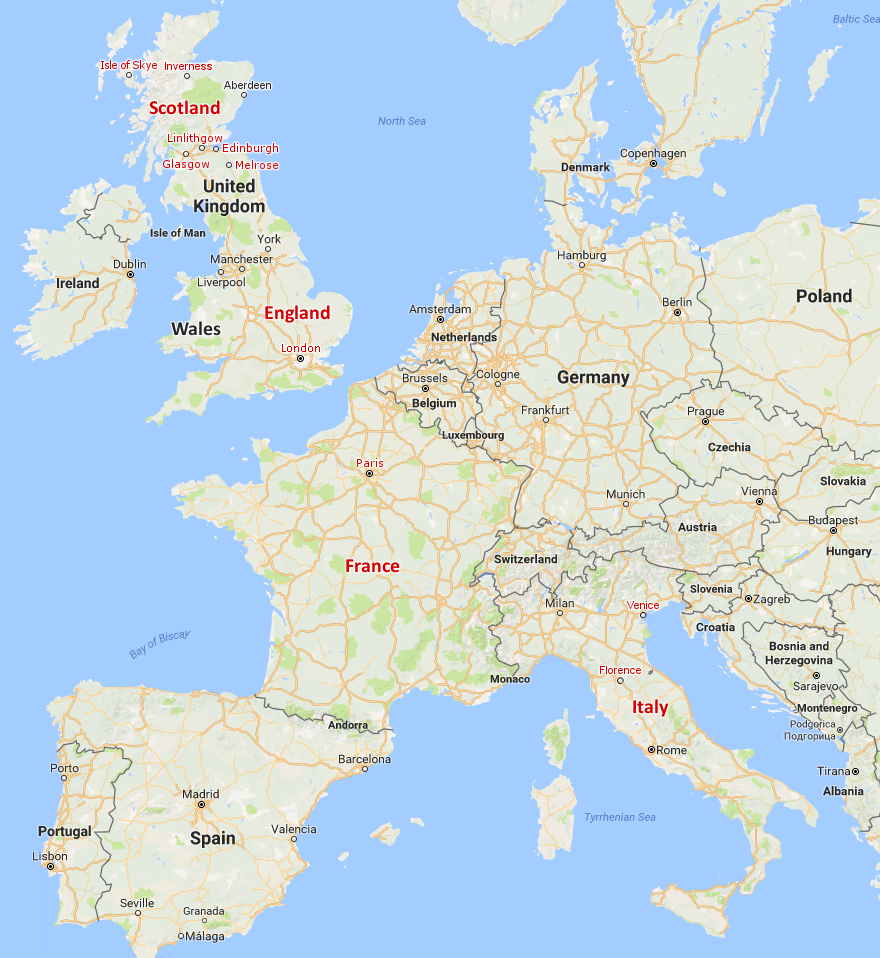 Baltic Sea
Isle of Skye
Inverness
Aberdeen
Scotland
North Sea
Linlithgow
Edinburgh
Glasgow
Melrose
Copenhagen
Denmark
United
Kingdom
Isle of Man
York
Hamburg
Manchester
Dublin
Liverpool
Ireland
Poland
Berlin
Amsterdam
England
Wales
Netherlands
London
Cologne
Brussels
Germany
Belgium
Frankfurt
Prague
Luxembourg
Czechia
Paris
Slovakia
Munich
Vienna
Austria
Budapest
Hungary
Switzerland
France
Slovenia
Zagreb
Milan
Venice
Croatia
Bay of Biscay
Bosnia and
Herzegovina
Florence
Monaco
Sarajevo
Italy
Montenegro
Andorra
Podgorica
Подгорица
Rome
Barcelona
Porto
Tirana
Albania
Madrid
Tyrrhenian Sea
Portugal
Spain
Valencia
Lisbon
Seville
Granada
Málaga